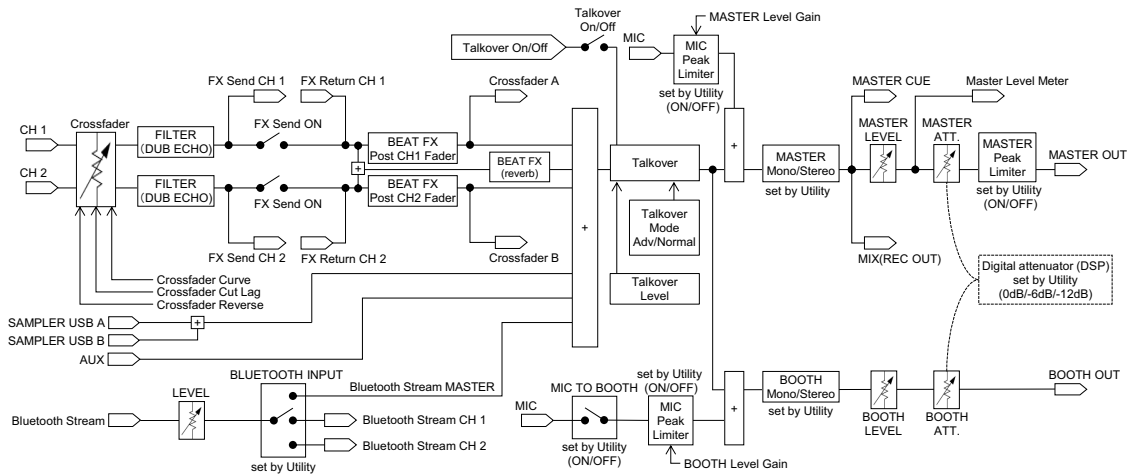 Talkover
On/Off
Talkover On/Off
MIC
MASTER Level Gain
MIC
Peak
Limiter
set by Utility
(ON/OFF)
FX Send CH 1
FX Return CH 1
Crossfader A
MASTER CUE
Master Level Meter
CH 1
CH 2
Crossfader
FILTER
(DUB ECHO)
FILTER
(DUB ECHO)
FX Send ON
FX Send ON
+
BEAT FX
Post CH1 Fader
BEAT FX
(reverb)
BEAT FX
Post CH2 Fader
+
Talkover
+
MASTER
Mono/Stereo
set by Utility
MASTER
LEVEL
MASTER
ATT.
MASTER
Peak
Limiter
set by Utility
(ON/OFF)
MASTER OUT
FX Send CH 2
FX Return CH 2
Crossfader B
Talkover
Mode
Adv/Normal
Talkover
Level
MIX(REC OUT)
Digital attenuator (DSP)
set by Utility
(0dB/-6dB/-12dB)
Crossfader Curve
Crossfader Cut Lag
Crossfader Reverse
SAMPLER USB A
SAMPLER USB B
+
AUX
Bluetooth Stream
LEVEL
BLUETOOTH INPUT
set by Utility
Bluetooth Stream MASTER
Bluetooth Stream CH 1
Bluetooth Stream CH 2
MIC
MIC TO BOOTH
set by Utility
(ON/OFF)
set by Utility
(ON/OFF)
MIC
Peak
Limiter
BOOTH Level Gain
+
BOOTH
Mono/Stereo
set by Utility
BOOTH
LEVEL
BOOTH
ATT.
BOOTH OUT